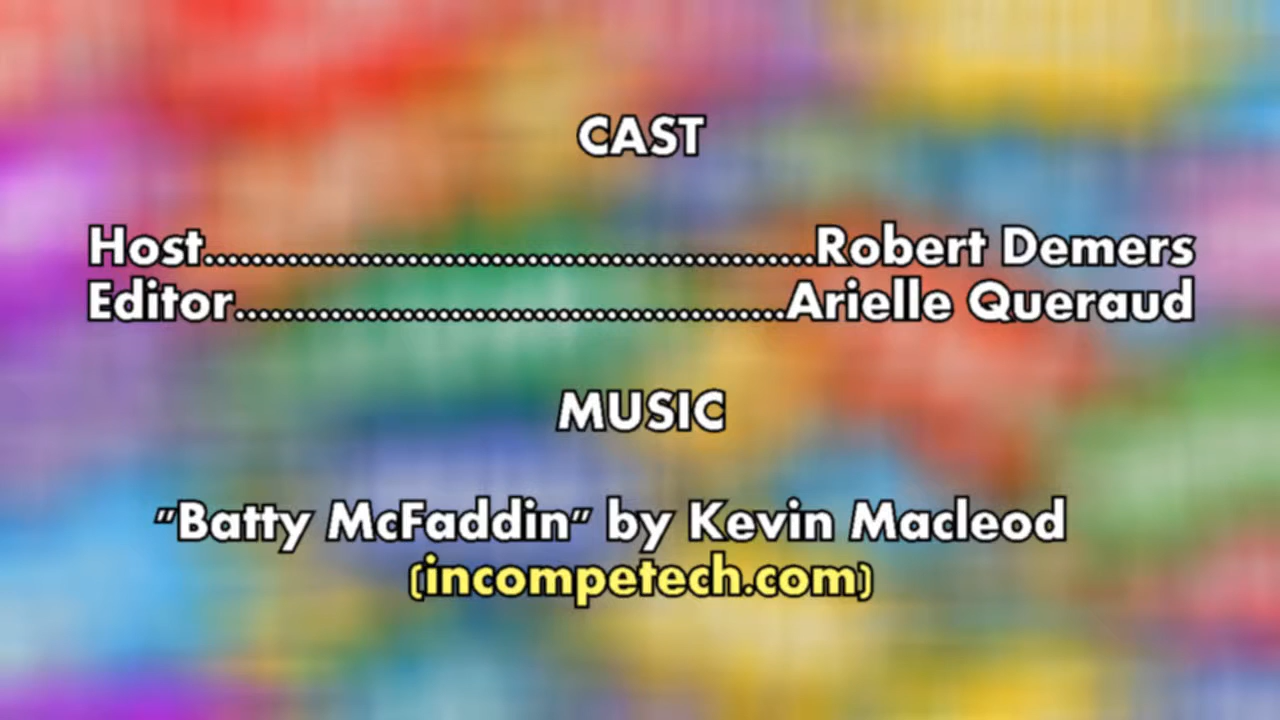 CAST
Host...................................................Robert Demers
Editor..............................................Arielle Queraud
MUSIC
"Batty McFaddin" by Kevin Macleod
(incompetech.com)